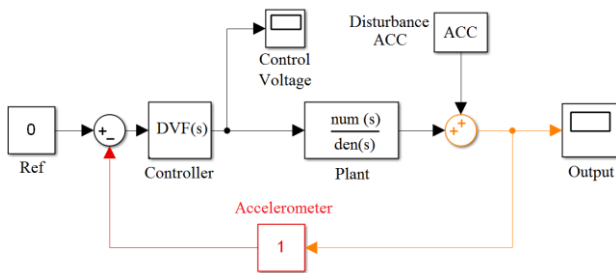 Disturbance
ACC
ACC
Control
Voltage
0
+
−
DVF(s)
num (s)
den(s)
+
+
Ref
Controller
Plant
Output
Accelerometer
1